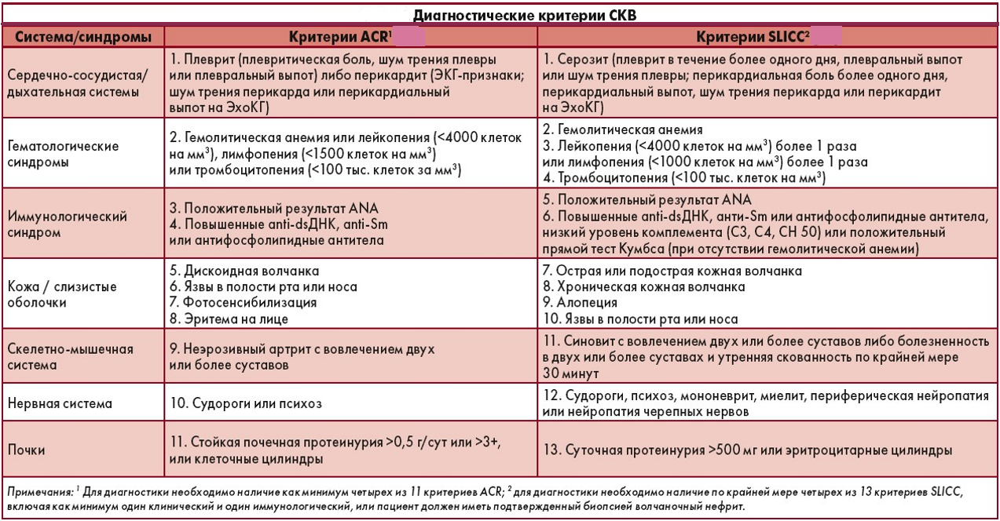 Диагностические критерии СКВ
Система/синдромы
Критерии ACR¹
Критерии SLICC²
Сердечно-сосудистая/
дыхательная системы
1. Плеврит (плевритическая боль, шум трения плевры
или плевральный выпот) либо перикардит (ЭКГ-признаки;
шум трения перикарда или перикардиальный
выпот на ЭхоКГ)
1. Серозит (плеврит в течение более одного дня, плевральный выпот
или шум трения плевры; перикардиальная боль более одного дня,
перикардиальный выпот, шум трения перикарда или перикардит
на ЭхоКГ)
Гематологические
синдромы
2. Гемолитическая анемия или лейкопения (<4000 клеток
на мм³), лимфопения (<1500 клеток на мм³)
или тромбоцитопения (<100 тыс. клеток за мм³)
2. Гемолитическая анемия
3. Лейкопения (<4000 клеток на мм³) более 1 раза
или лимфопения (<1000 клеток на мм³) более 1 раза
4. Тромбоцитопения (<100 тыс. клеток на мм³)
Иммунологический
синдром
3. Положительный результат ANA
4. Повышенные anti-dsДНК, anti-Sm
или антифосфолипидные антитела
5. Положительный результат ANA
6. Повышенные anti-dsДНК, анти-Sm или антифосфолипидные антитела,
низкий уровень комплемента (С3, С4, СН 50) или положительный
прямой тест Кумбса (при отсутствии гемолитической анемии)
Кожа / слизистые
оболочки
5. Дискоидная волчанка
6. Язвы в полости рта или носа
7. Фотосенсибилизация
8. Эритема на лице
7. Острая или подострая кожная волчанка
8. Хроническая кожная волчанка
9. Алопеция
10. Язвы в полости рта или носа
Скелетно-мышечная
система
9. Неэрозивный артрит с вовлечением двух
или более суставов
11. Синовит с вовлечением двух или более суставов либо болезненность
в двух или более суставах и утренняя скованность по крайней мере
30 минут
Нервная система
10. Судороги или психоз
12. Судороги, психоз, мононеврит, миелит, периферическая нейропатия
или нейропатия черепных нервов
Почки
11. Стойкая почечная протеинурия >0,5 г/сут или >3+,
или клеточные цилиндры
13. Суточная протеинурия >500 мг или эритроцитарные цилиндры
Примечания: ¹ Для диагностики необходимо наличие как минимум четырех из 11 критериев ACR; ² для диагностики необходимо наличие по крайней мере четырех из 13 критериев SLICC,
включая как минимум один клинический и один иммунологический, или пациент должен иметь подтвержденный биопсией волчаночный нефрит.